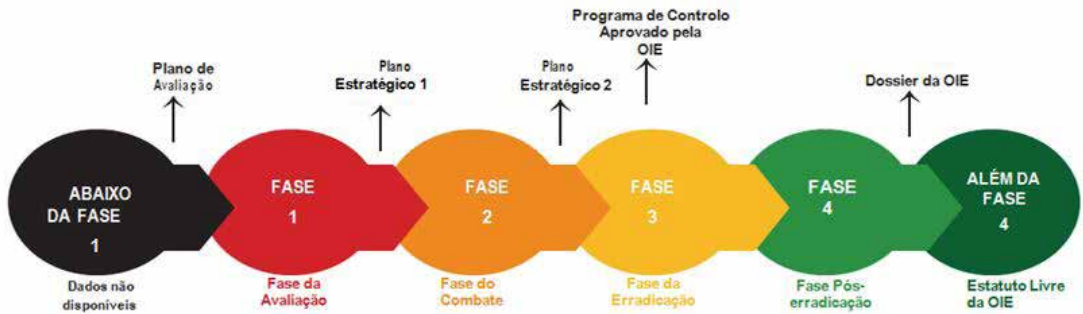 Plano de
Avaliação
Plano
Estratégico 1
Plano
Estratégico 2
Programa de Controlo
Aprovado pela
OIE
Dossier da OIE
ABAIXO
DA FASE
1
FASE
1
FASE
2
FASE
3
FASE
4
ALÉM DA
FASE
4
Dados não
disponíveis
Fase da
Avaliação
Fase do
Combate
Fase da
Erradicação
Fase Pós-
erradicação
Estatuto Livre
da OIE